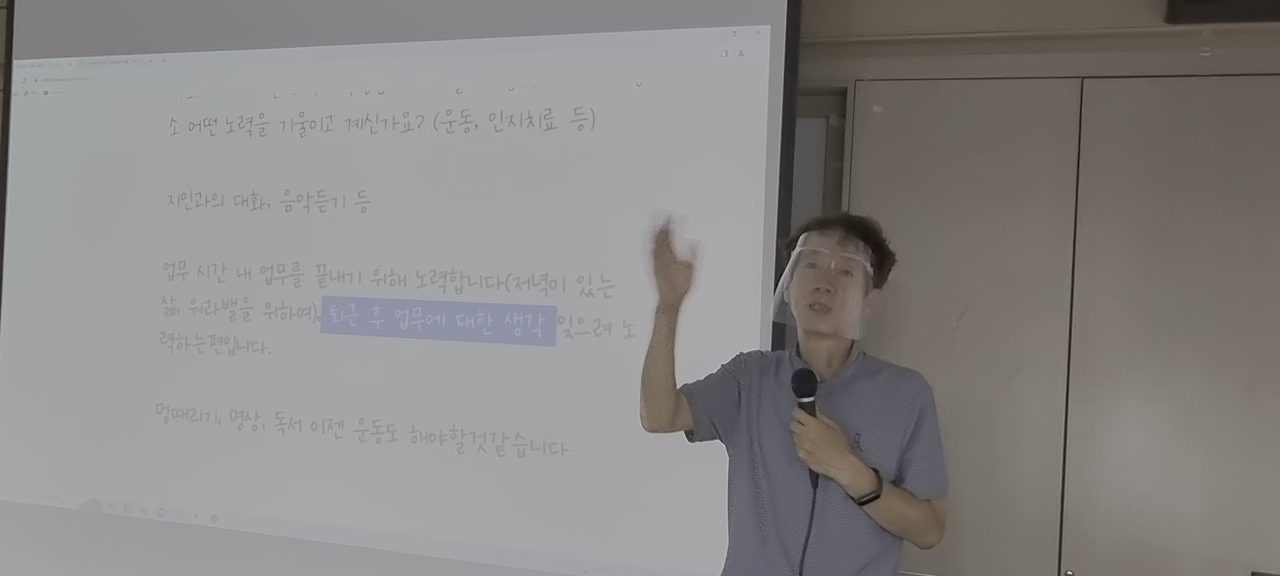 소 어떤 노력을 기울이고 계신가요? (운동, 인지치료 등)
지인과의 대화, 음악듣기 등
업무 시간 내 업무를 끝내기 위해 노력합니다(저녁이 있는
삶, 워라밸을 위하여), 퇴근 후 업무에 대한 생각 잊으려 노
력하는편입니다.
멍때리기, 명상, 독서 이젠 운동도 해야할것같습니다.